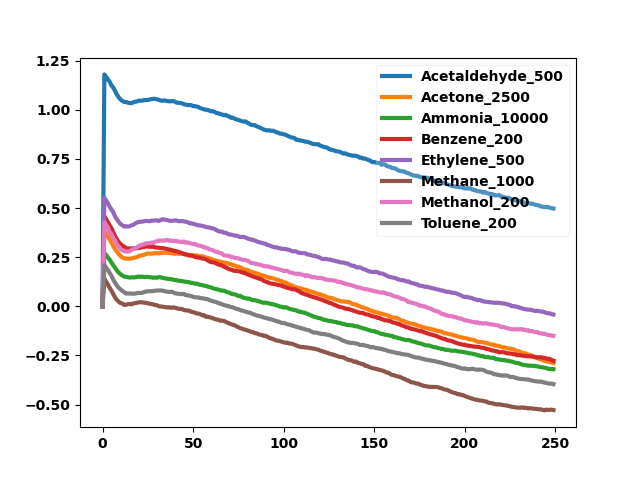 1.25
1.00
0.75
0.50
0.25
0.00
−0.25
−0.50
0
50
100
150
200
250
Acetaldehyde_500
Acetone_2500
Ammonia_10000
Benzene_200
Ethylene_500
Methane_1000
Methanol_200
Toluene_200